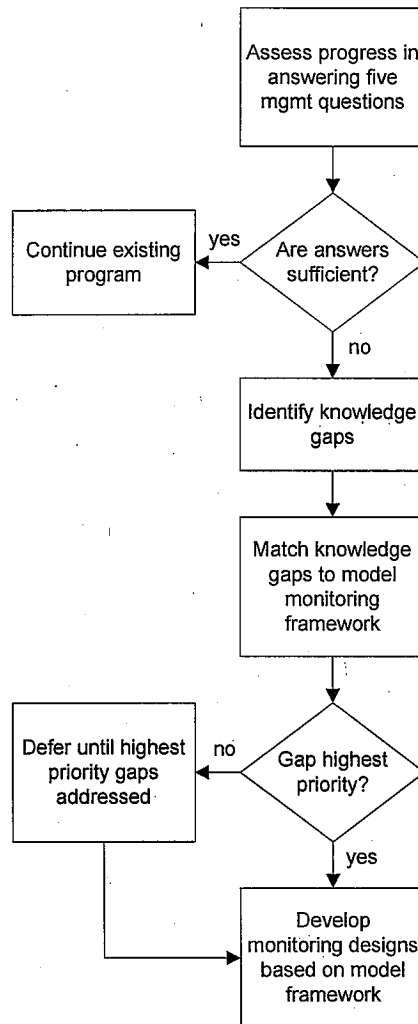 Assess progress in
answering five
mgmt questions
yes
Continue existing
program
Are answers
sufficient?
no
Identify knowledge
gaps
Match knowledge
gaps to model
monitoring
framework
Defer until highest
priority gaps
addressed
no
Gap highest
priority?
yes
Develop
monitoring designs
based on model
framework